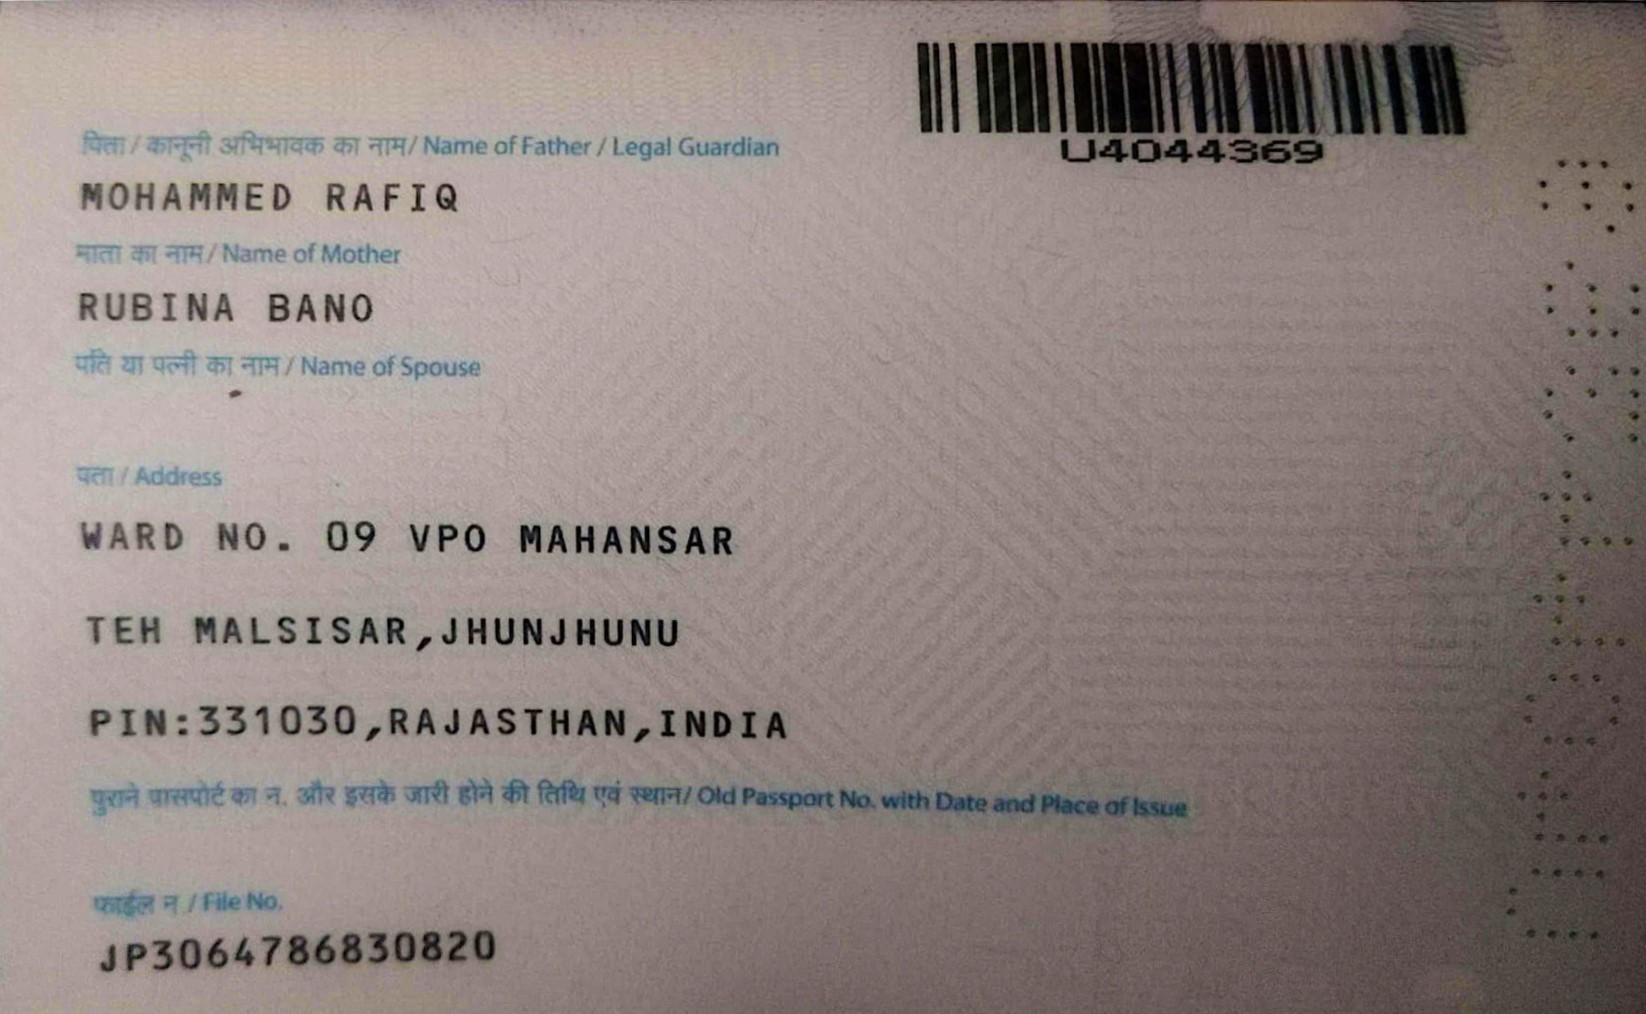 U4044369
पिता / कानूनी अभिभावक का नाम / Name of Father / Legal Guardian
MOHAMMED RAFIQ
माता का नाम / Name of Mother
RUBINA BANO
पति या पत्नी का नाम / Name of Spouse
पता / Address
WARD NO. 09 VPO MAHANSAR
TEH MALSISAR,JHUNJHUNU
PIN:331030,RAJASTHAN,INDIA
पुराने पासपोर्ट का न. और इसके जारी होने की तिथि एवं स्थान / Old Passport No. with Date and Place of Issue
फाईल न / File No.
JP3064786830820